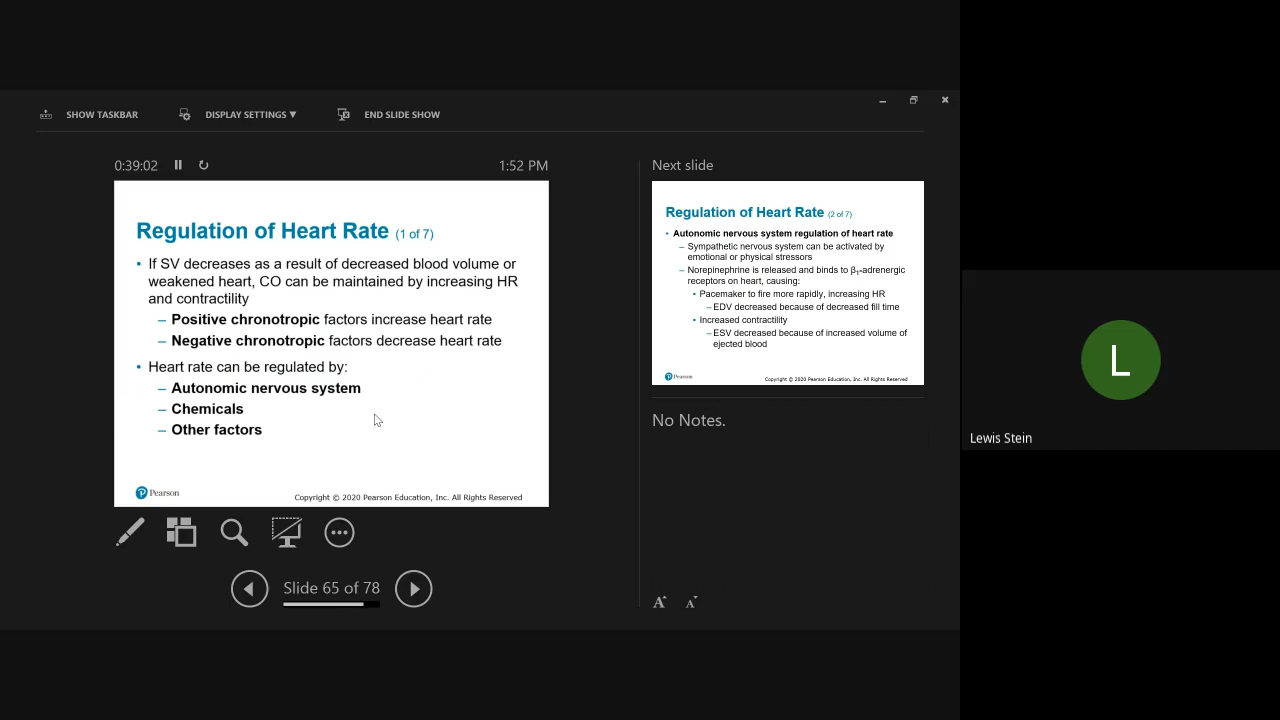 SHOW TASKBAR
DISPLAY SETTINGS ▼
END SLIDE SHOW
0:39:02
1:52 PM
Regulation of Heart Rate (1 of 7)
• If SV decreases as a result of decreased blood volume or
weakened heart, CO can be maintained by increasing HR
and contractility
– Positive chronotropic factors increase heart rate
– Negative chronotropic factors decrease heart rate
• Heart rate can be regulated by:
– Autonomic nervous system
– Chemicals
– Other factors
Pearson
Copyright © 2020 Pearson Education, Inc. All Rights Reserved
Slide 65 of 78
Next slide
Regulation of Heart Rate (2 of 7)
• Autonomic nervous system regulation of heart rate
– Sympathetic nervous system can be activated by
emotional or physical stressors
– Norepinephrine is released and binds to β1-adrenergic
receptors on heart, causing:
• Pacemaker to fire more rapidly, increasing HR
– EDV decreased because of decreased fill time
• Increased contractility
– ESV decreased because of increased volume of
ejected blood
Pearson
Copyright © 2020 Pearson Education, Inc. All Rights Reserved
No Notes.
A A
L
Lewis Stein